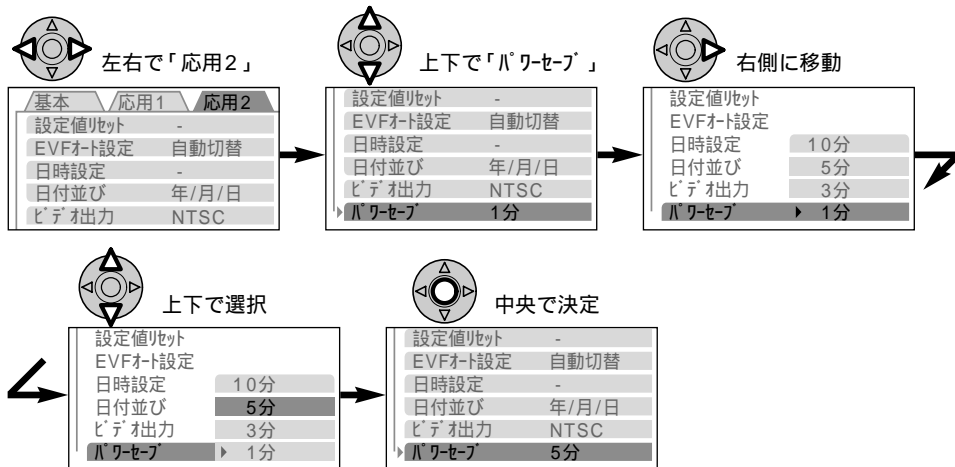 左右で「応用2」
基本 応用1 応用2
設定値ﾘｾｯﾄ -
EVFｵｰﾄ設定 自動切替
日時設定 -
日付並び 年/月/日
ﾋﾞﾃﾞｵ出力 NTSC
上下で「ﾊﾟﾜｰｾｰﾌﾞ」
設定値ﾘｾｯﾄ -
EVFｵｰﾄ設定 自動切替
日時設定 -
日付並び 年/月/日
ﾋﾞﾃﾞｵ出力 NTSC
ﾊﾟﾜｰｾｰﾌﾞ 1分
右側に移動
設定値ﾘｾｯﾄ
EVFｵｰﾄ設定
日時設定 10分
日付並び 5分
ﾋﾞﾃﾞｵ出力 3分
ﾊﾟﾜｰｾｰﾌﾞ 1分
上下で選択
設定値ﾘｾｯﾄ
EVFｵｰﾄ設定
日時設定 10分
日付並び 5分
ﾋﾞﾃﾞｵ出力 3分
ﾊﾟﾜｰｾｰﾌﾞ 1分
中央で決定
設定値ﾘｾｯﾄ -
EVFｵｰﾄ設定 自動切替
日時設定 -
日付並び 年/月/日
ﾋﾞﾃﾞｵ出力 NTSC
ﾊﾟﾜｰｾｰﾌﾞ 5分